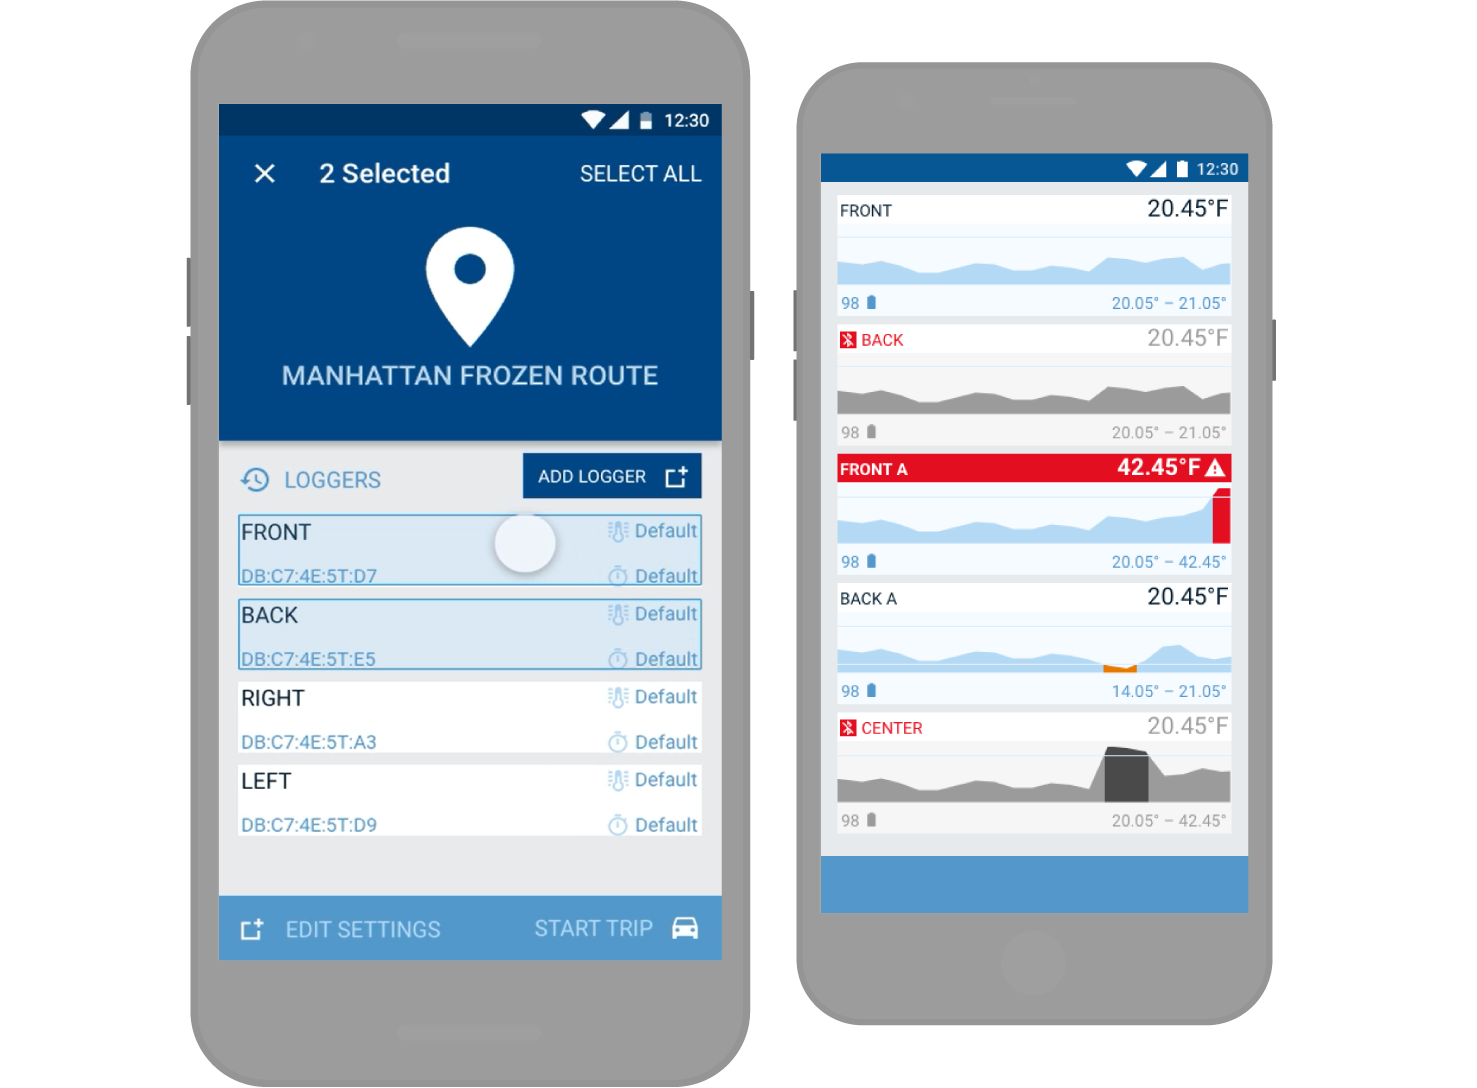 12:30
2 Selected SELECT ALL
MANHATTAN FROZEN ROUTE
LOGGERS ADD LOGGER
FRONT Default
DB:C7:4E:5T:D7 Default
BACK Default
DB:C7:4E:5T:E5 Default
RIGHT Default
DB:C7:4E:5T:A3 Default
LEFT Default
DB:C7:4E:5T:D9 Default
EDIT SETTINGS START TRIP
12:30
FRONT 20.45°F
98 20.05° – 21.05°
BACK 20.45°F
98 20.05° – 21.05°
FRONT A 42.45°F
98 20.05° – 42.45°
BACK A 20.45°F
98 14.05° – 21.05°
CENTER 20.45°F
98 20.05° – 42.45°